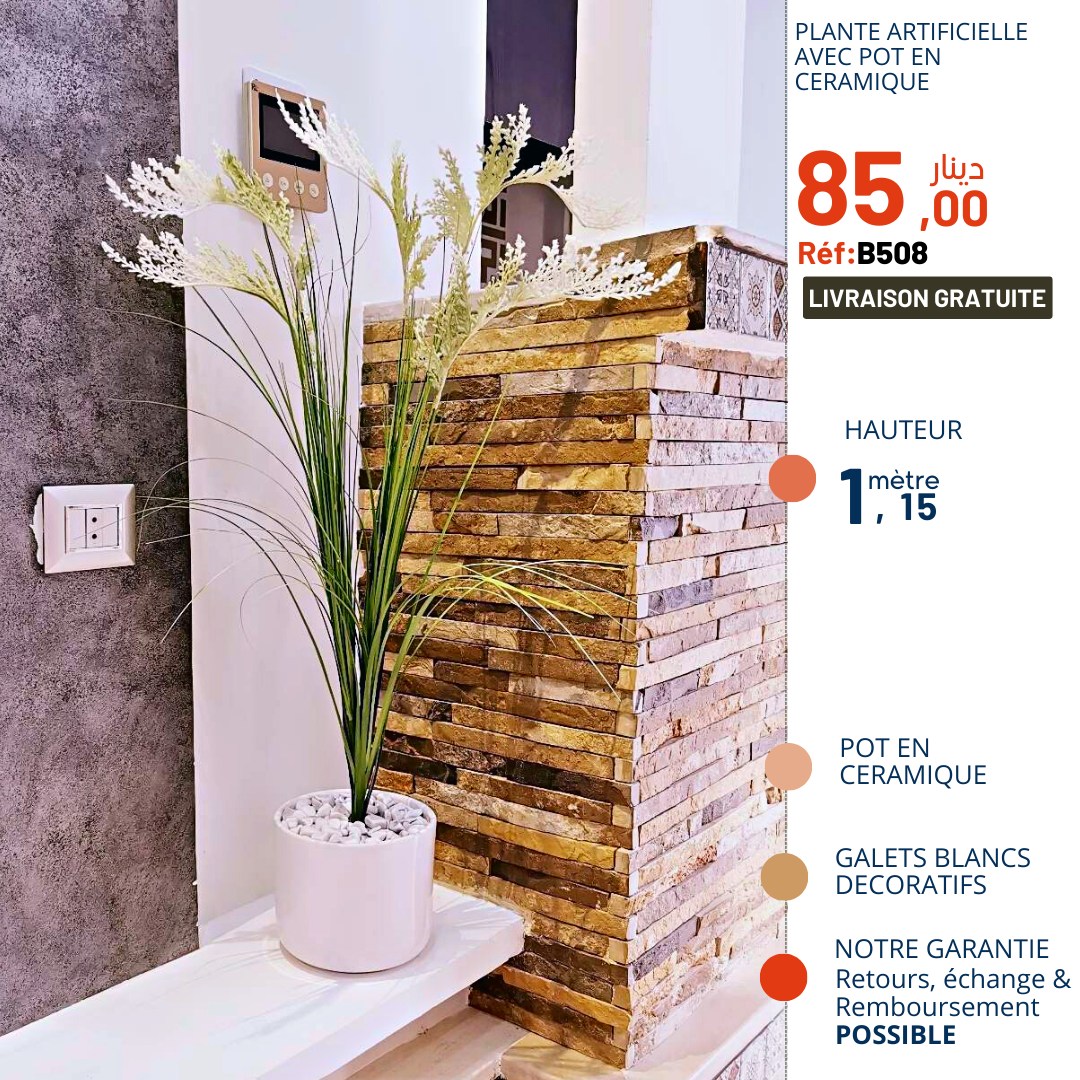 PLANTE ARTIFICIELLE
AVEC POT EN
CERAMIQUE
85,00 دينار
Réf:B508
LIVRAISON GRATUITE
HAUTEUR
1 mètre
, 15
POT EN
CERAMIQUE
GALETS BLANCS
DECORATIFS
NOTRE GARANTIE
Retours, échange &
Remboursement
POSSIBLE